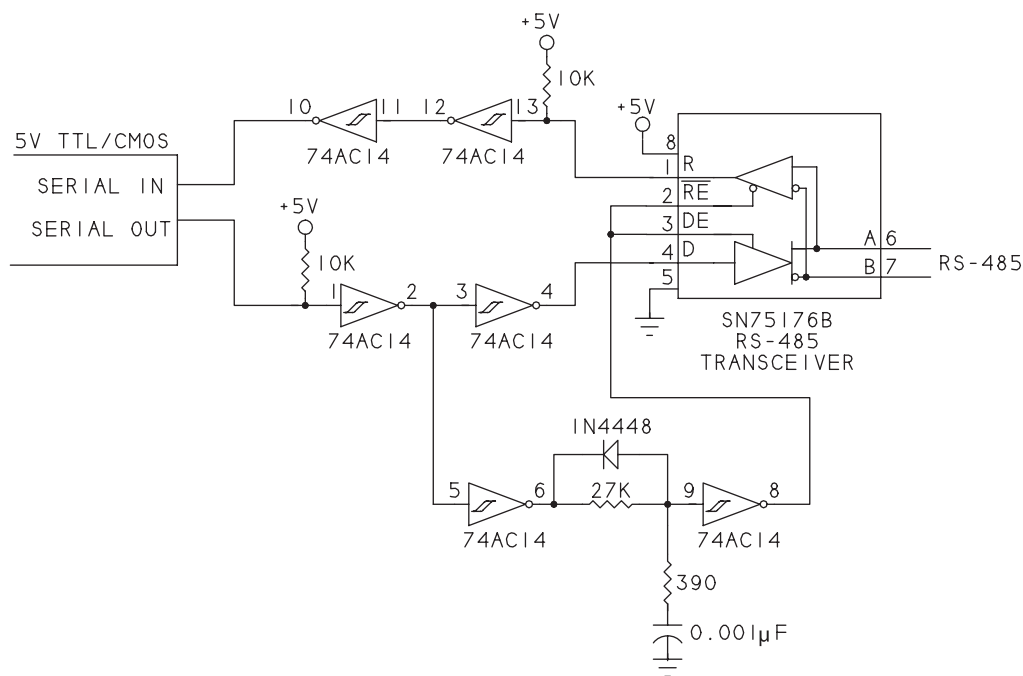 +5V
10K
10 11 12 13
74AC14 74AC14
5V TTL/CMOS
SERIAL IN
SERIAL OUT
+5V
10K
1 2 3 4
74AC14 74AC14
+5V
8
1 R
2 RE
3 DE
4 D
5
A 6
B 7
RS-485
SN75176B
RS-485
TRANSCEIVER
1N4448
5 6 27K 9 8
74AC14 74AC14
390
0.001µF